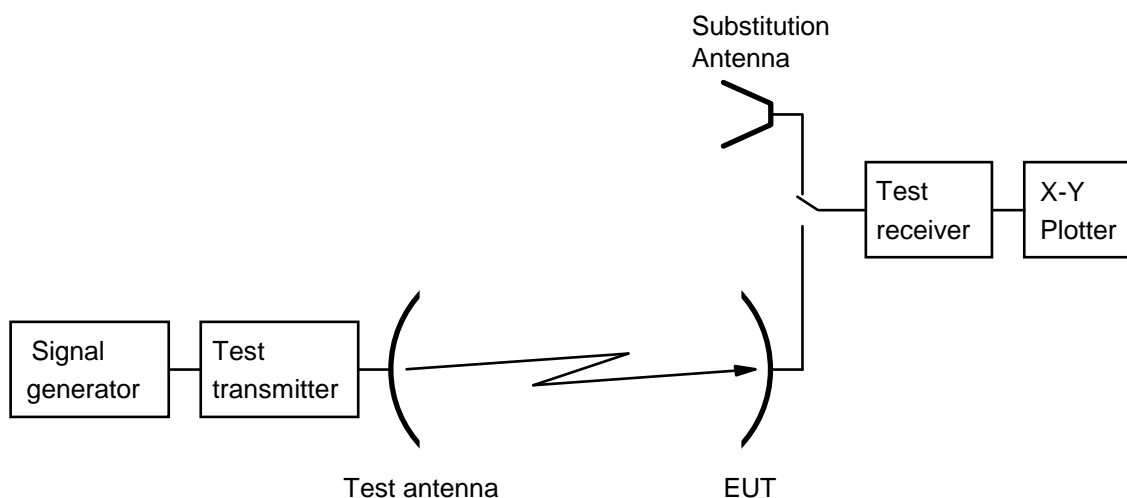 Substitution
Antenna
Test
receiver
X-Y
Plotter
Signal
generator
Test
transmitter
Test antenna
EUT